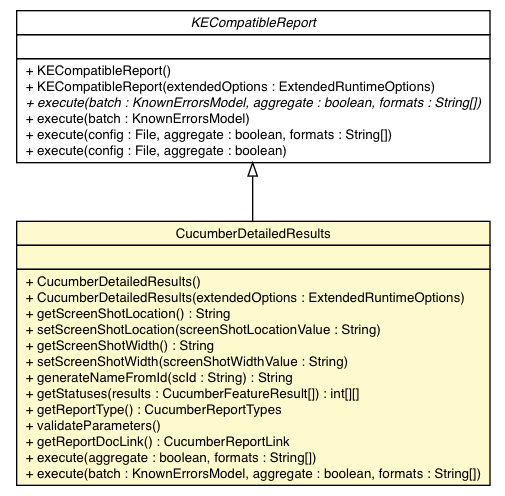 KECompatibleReport
+ KECompatibleReport()
+ KECompatibleReport(extendedOptions : ExtendedRuntimeOptions)
+ execute(batch : KnownErrorsModel, aggregate : boolean, formats : String[])
+ execute(batch : KnownErrorsModel)
+ execute(config : File, aggregate : boolean, formats : String[])
+ execute(config : File, aggregate : boolean)
CucumberDetailedResults
+ CucumberDetailedResults()
+ CucumberDetailedResults(extendedOptions : ExtendedRuntimeOptions)
+ getScreenShotLocation() : String
+ setScreenShotLocation(screenShotLocationValue : String)
+ getScreenShotWidth() : String
+ setScreenShotWidth(screenShotWidthValue : String)
+ generateNameFromId(scId : String) : String
+ getStatuses(results : CucumberFeatureResult[]) : int[][]
+ getReportType() : CucumberReportTypes
+ validateParameters()
+ getReportDocLink() : CucumberReportLink
+ execute(aggregate : boolean, formats : String[])
+ execute(batch : KnownErrorsModel, aggregate : boolean, formats : String[])